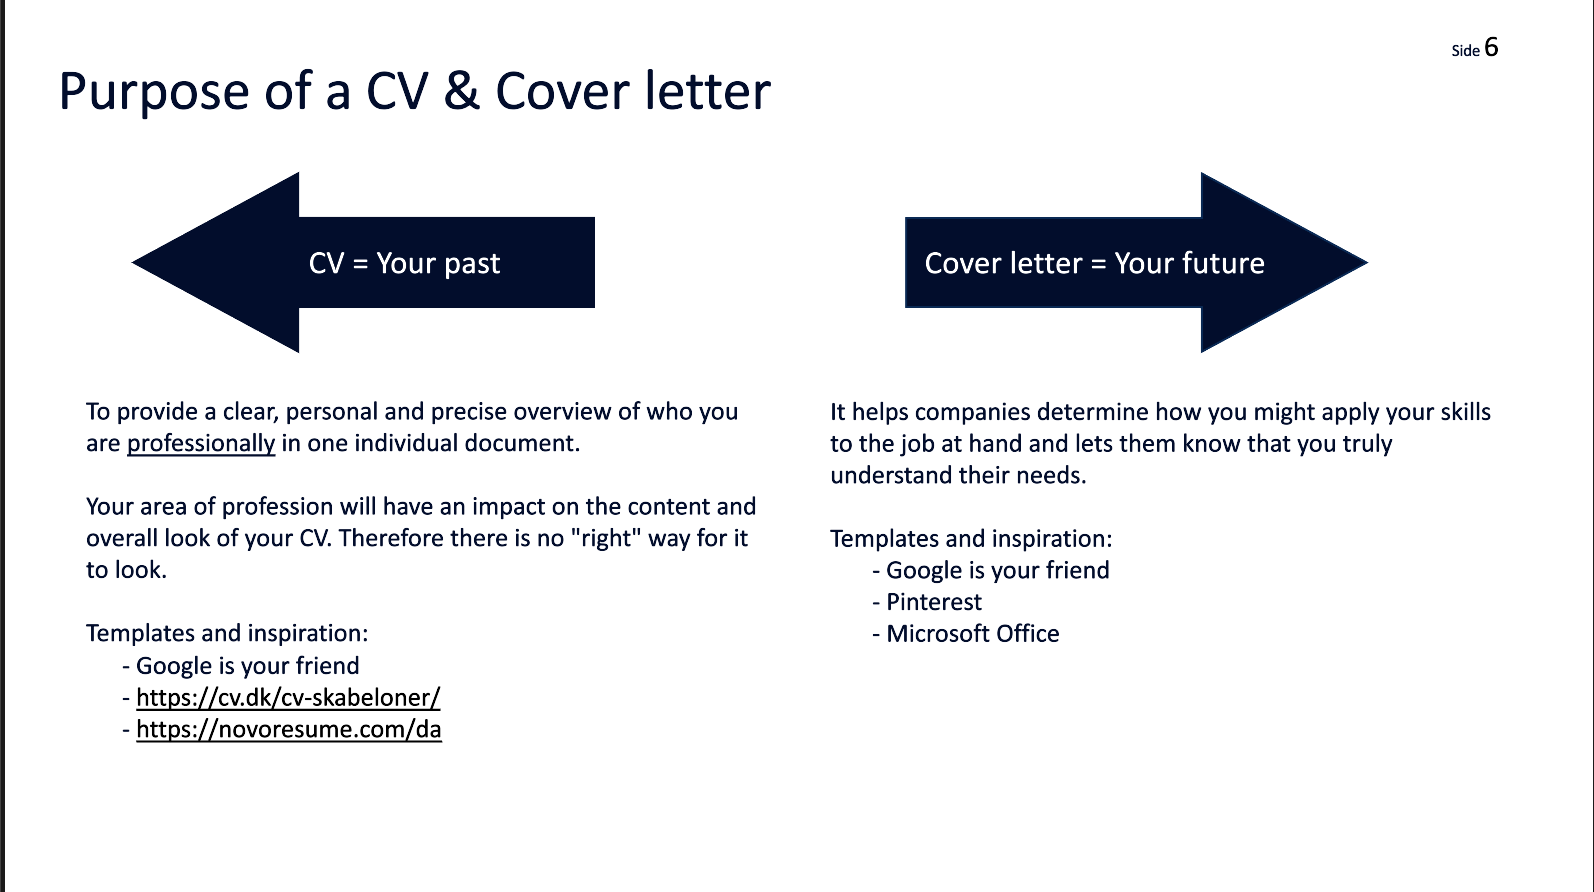 Side 6
Purpose of a CV & Cover letter
CV = Your past
To provide a clear, personal and precise overview of who you
are professionally in one individual document.
Your area of profession will have an impact on the content and
overall look of your CV. Therefore there is no "right" way for it
to look.
Templates and inspiration:
- Google is your friend
- https://cv.dk/cv-skabeloner/
- https://novoresume.com/da
Cover letter = Your future
It helps companies determine how you might apply your skills
to the job at hand and lets them know that you truly
understand their needs.
Templates and inspiration:
- Google is your friend
- Pinterest
- Microsoft Office